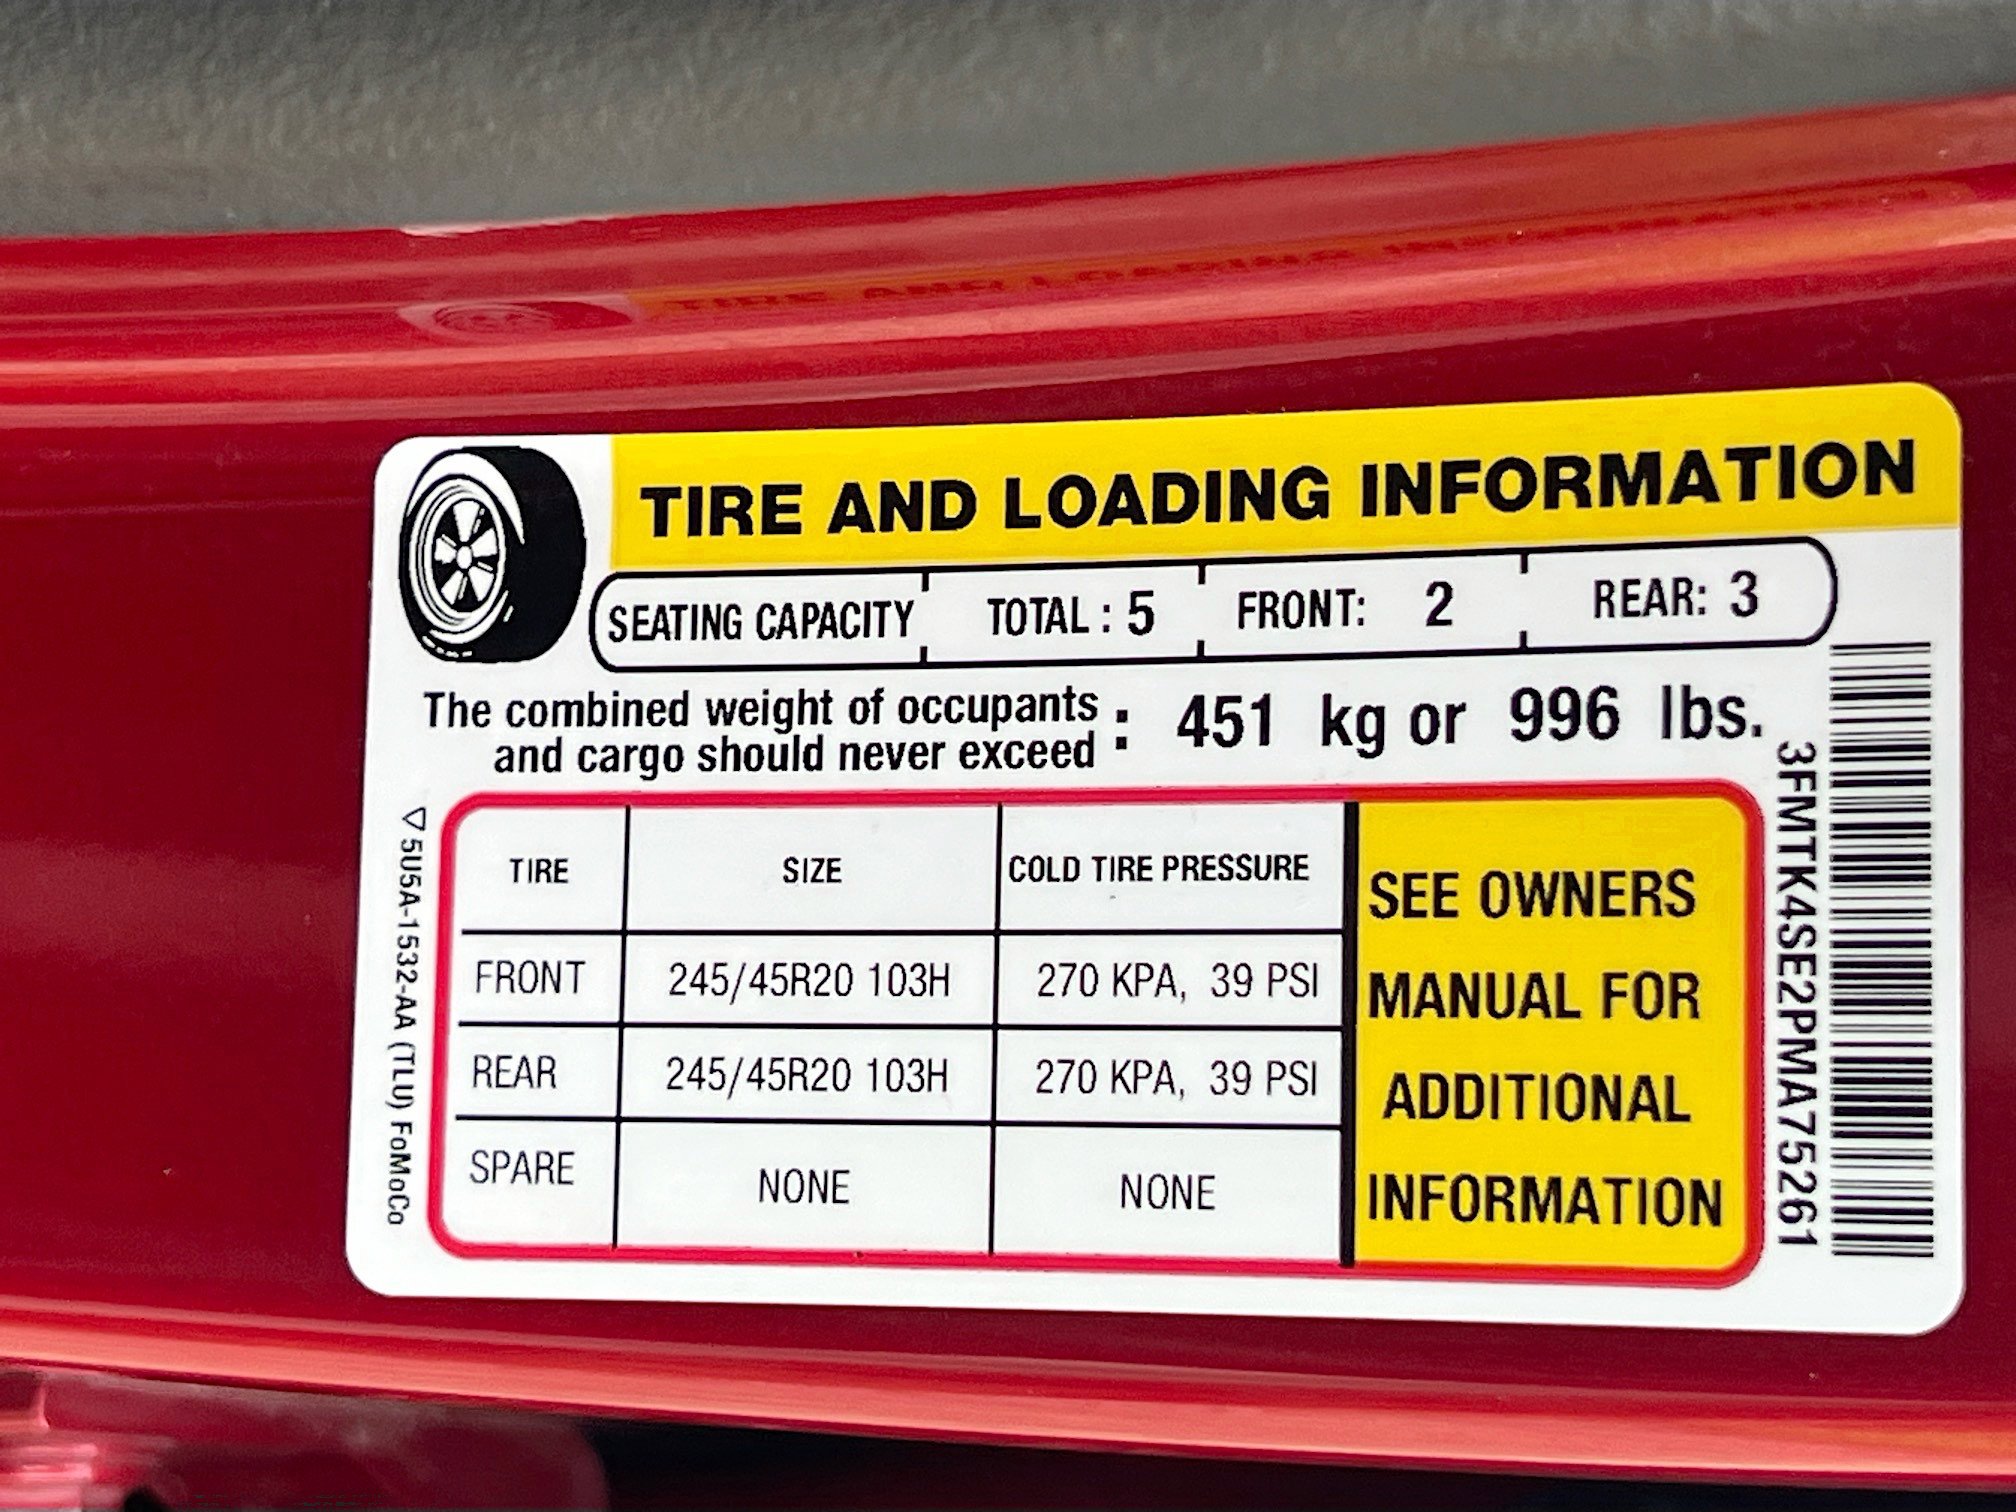 TIRE AND LOADING INFORMATION
SEATING CAPACITY TOTAL : 5 FRONT: 2 REAR: 3
The combined weight of occupants
and cargo should never exceed : 451 kg or 996 lbs.
TIRE SIZE COLD TIRE PRESSURE
FRONT 245/45R20 103H 270 KPA, 39 PSI
REAR 245/45R20 103H 270 KPA, 39 PSI
SPARE NONE NONE
SEE OWNERS
MANUAL FOR
ADDITIONAL
INFORMATION
5U5A-1532-AA (TLU) FoMoCo
3FMTK4SE2PMA75261